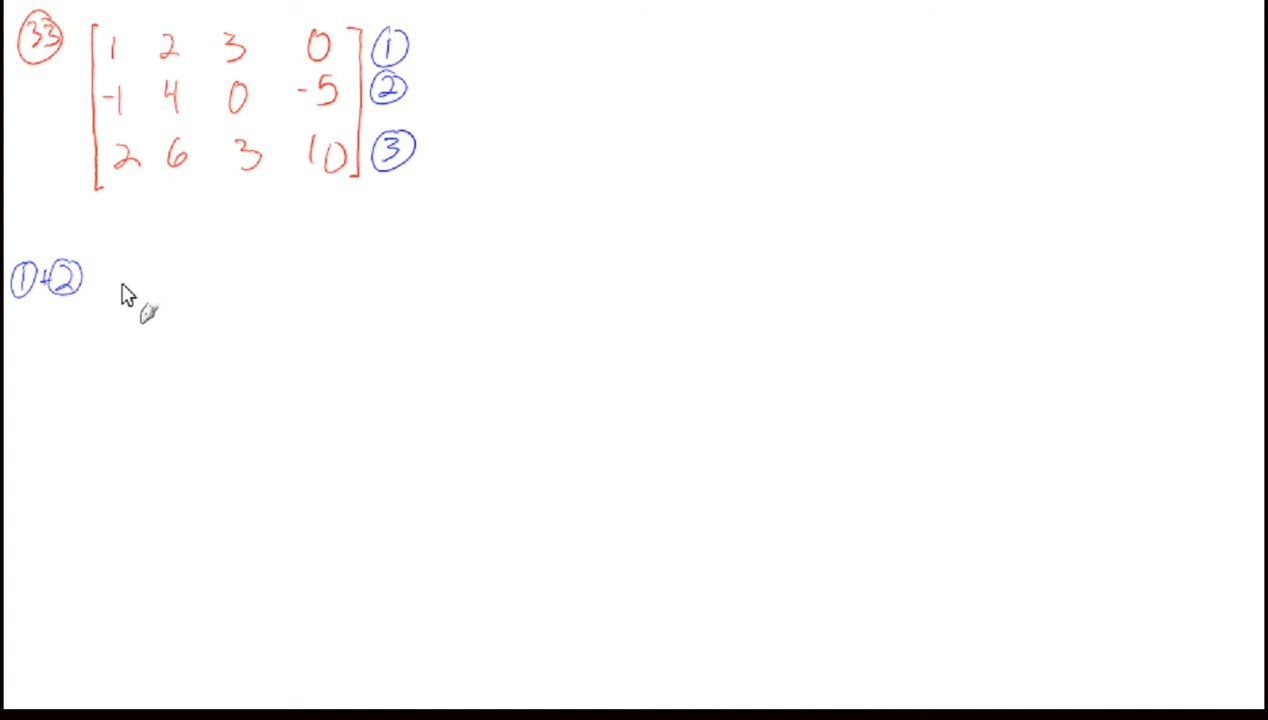 33 [ 1 2 3 0 ] ①
-1 4 0 -5 ②
2 6 3 10 ③
①+②